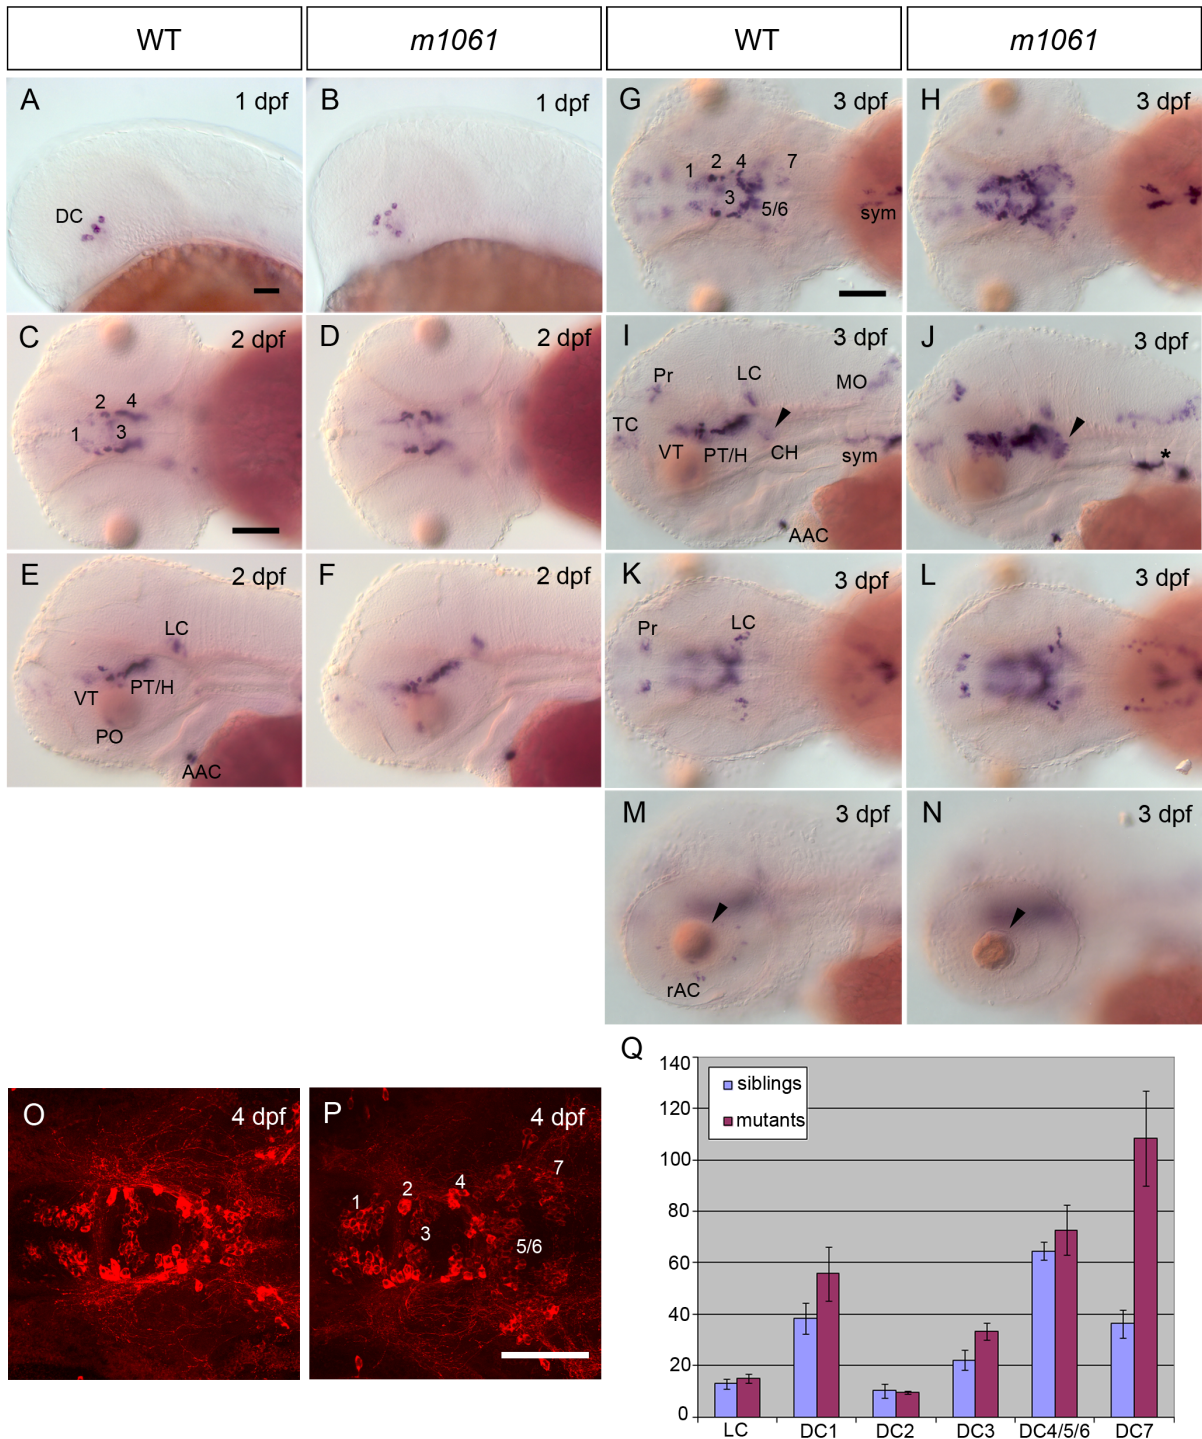 WT
m1061
WT
m1061
A
1 dpf
DC
B
1 dpf
G
3 dpf
1
2
4
7
3
5/6
sym
H
3 dpf
C
2 dpf
2
4
1
3
D
2 dpf
I
3 dpf
Pr
LC
MO
TC
VT
PT/H
CH
sym
AAC
J
3 dpf
*
E
2 dpf
LC
VT
PT/H
PO
AAC
F
2 dpf
K
3 dpf
Pr
LC
L
3 dpf
M
3 dpf
rAC
N
3 dpf
O
4 dpf
P
4 dpf
1
2
4
7
3
5/6
Q
140
120
100
80
60
40
20
0
siblings
mutants
LC
DC1
DC2
DC3
DC4/5/6
DC7